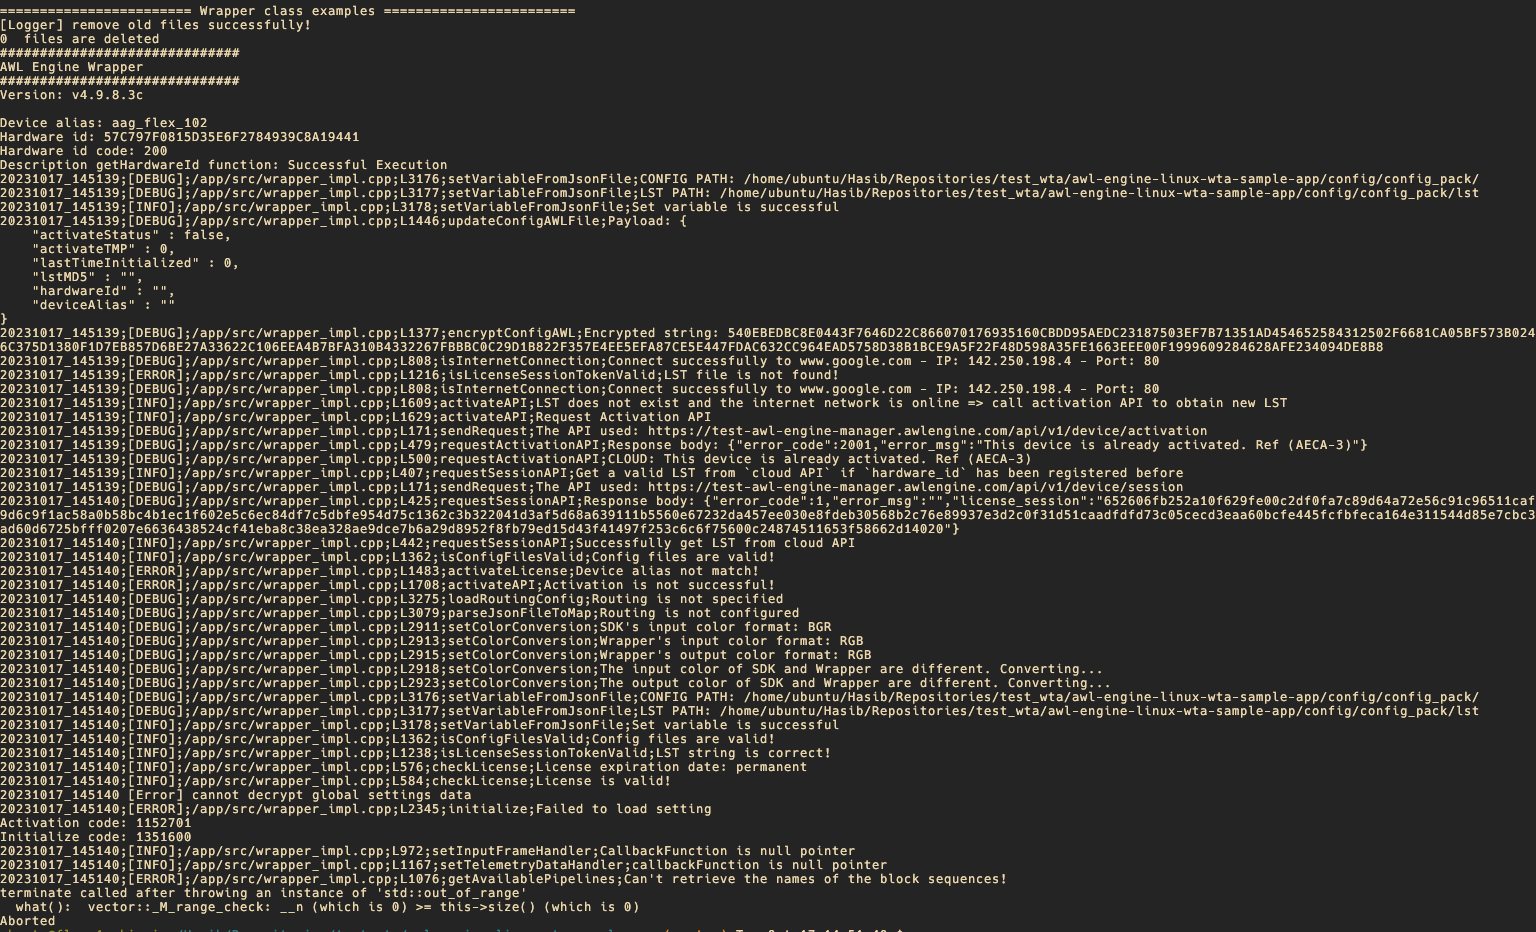 ======================== Wrapper class examples ========================
[Logger] remove old files successfully!
0  files are deleted
##############################
AWL Engine Wrapper
##############################
Version: v4.9.8.3c
Device alias: aag_flex_102
Hardware id: 57C797F0815D35E6F2784939C8A19441
Hardware id code: 200
Description getHardwareId function: Successful Execution
20231017_145139;[DEBUG];/app/src/wrapper_impl.cpp;L3176;setVariableFromJsonFile;CONFIG PATH: /home/ubuntu/Hasib/Repositories/test_wta/awl-engine-linux-wta-sample-app/config/config_pack/
20231017_145139;[DEBUG];/app/src/wrapper_impl.cpp;L3177;setVariableFromJsonFile;LST PATH: /home/ubuntu/Hasib/Repositories/test_wta/awl-engine-linux-wta-sample-app/config/config_pack/lst
20231017_145139;[INFO];/app/src/wrapper_impl.cpp;L3178;setVariableFromJsonFile;Set variable is successful
20231017_145139;[DEBUG];/app/src/wrapper_impl.cpp;L1446;updateConfigAWLFile;Payload: {
    "activateStatus" : false,
    "activateTMP" : 0,
    "lastTimeInitialized" : 0,
    "lstMD5" : "",
    "hardwareId" : "",
    "deviceAlias" : ""
}
20231017_145139;[DEBUG];/app/src/wrapper_impl.cpp;L1377;encryptConfigAWL;Encrypted string: 540EBEDBC8E0443F7646D22C866070176935160CBDD95AEDC23187503EF7B71351AD454652584312502F6681CA05BF573B024
6C375D1380F1D7EB857D6BE27A33622C106EEA4B7BFA310B4332267FBBBC0C29D1B822F357E4EE5EFA87CE5E447FDAC632CC964EAD5758D38B1BCE9A5F22F48D598A35FE1663EEE00F1999609284628AFE234094DE8B8
20231017_145139;[DEBUG];/app/src/wrapper_impl.cpp;L808;isInternetConnection;Connect successfully to www.google.com - IP: 142.250.198.4 - Port: 80
20231017_145139;[ERROR];/app/src/wrapper_impl.cpp;L1216;isLicenseSessionTokenValid;LST file is not found!
20231017_145139;[DEBUG];/app/src/wrapper_impl.cpp;L808;isInternetConnection;Connect successfully to www.google.com - IP: 142.250.198.4 - Port: 80
20231017_145139;[INFO];/app/src/wrapper_impl.cpp;L1609;activateAPI;LST does not exist and the internet network is online => call activation API to obtain new LST
20231017_145139;[INFO];/app/src/wrapper_impl.cpp;L1629;activateAPI;Request Activation API
20231017_145139;[DEBUG];/app/src/wrapper_impl.cpp;L171;sendRequest;The API used: https://test-awl-engine-manager.awlengine.com/api/v1/device/activation
20231017_145139;[DEBUG];/app/src/wrapper_impl.cpp;L479;requestActivationAPI;Response body: {"error_code":2001,"error_msg":"This device is already activated. Ref (AECA-3)"}
20231017_145139;[DEBUG];/app/src/wrapper_impl.cpp;L500;requestActivationAPI;CLOUD: This device is already activated. Ref (AECA-3)
20231017_145139;[INFO];/app/src/wrapper_impl.cpp;L407;requestSessionAPI;Get a valid LST from `cloud API` if `hardware_id` has been registered before
20231017_145139;[DEBUG];/app/src/wrapper_impl.cpp;L171;sendRequest;The API used: https://test-awl-engine-manager.awlengine.com/api/v1/device/session
20231017_145140;[DEBUG];/app/src/wrapper_impl.cpp;L425;requestSessionAPI;Response body: {"error_code":1,"error_msg":"","license_session":"652606fb252a10f629fe00c2df0fa7c89d64a72e56c91c96511caf
9d6c9f1ac58a0b58bc4b1ec1f602e5c6ec84df7c5dbfe954d75c1362c3b322041d3af5d68a639111b5560e67232da457ee030e8fdeb30568b2c76e89937e3d2c0f31d51caadfdfd73c05cecd3eaa60bcfe445fcfbfeca164e311544d85e7cbc3
ad60d6725bfff0207e6636438524cf41eba8c38ea328ae9dce7b6a29d8952f8fb79ed15d43f41497f253c6c6f75600c24874511653f58662d14020"}
20231017_145140;[INFO];/app/src/wrapper_impl.cpp;L442;requestSessionAPI;Successfully get LST from cloud API
20231017_145140;[INFO];/app/src/wrapper_impl.cpp;L1362;isConfigFilesValid;Config files are valid!
20231017_145140;[ERROR];/app/src/wrapper_impl.cpp;L1483;activateLicense;Device alias not match!
20231017_145140;[ERROR];/app/src/wrapper_impl.cpp;L1708;activateAPI;Activation is not successful!
20231017_145140;[DEBUG];/app/src/wrapper_impl.cpp;L3275;loadRoutingConfig;Routing is not specified
20231017_145140;[DEBUG];/app/src/wrapper_impl.cpp;L3079;parseJsonFileToMap;Routing is not configured
20231017_145140;[DEBUG];/app/src/wrapper_impl.cpp;L2911;setColorConversion;SDK's input color format: BGR
20231017_145140;[DEBUG];/app/src/wrapper_impl.cpp;L2913;setColorConversion;Wrapper's input color format: RGB
20231017_145140;[DEBUG];/app/src/wrapper_impl.cpp;L2915;setColorConversion;Wrapper's output color format: RGB
20231017_145140;[DEBUG];/app/src/wrapper_impl.cpp;L2918;setColorConversion;The input color of SDK and Wrapper are different. Converting...
20231017_145140;[DEBUG];/app/src/wrapper_impl.cpp;L2923;setColorConversion;The output color of SDK and Wrapper are different. Converting...
20231017_145140;[DEBUG];/app/src/wrapper_impl.cpp;L3176;setVariableFromJsonFile;CONFIG PATH: /home/ubuntu/Hasib/Repositories/test_wta/awl-engine-linux-wta-sample-app/config/config_pack/
20231017_145140;[DEBUG];/app/src/wrapper_impl.cpp;L3177;setVariableFromJsonFile;LST PATH: /home/ubuntu/Hasib/Repositories/test_wta/awl-engine-linux-wta-sample-app/config/config_pack/lst
20231017_145140;[INFO];/app/src/wrapper_impl.cpp;L3178;setVariableFromJsonFile;Set variable is successful
20231017_145140;[INFO];/app/src/wrapper_impl.cpp;L1362;isConfigFilesValid;Config files are valid!
20231017_145140;[INFO];/app/src/wrapper_impl.cpp;L1238;isLicenseSessionTokenValid;LST string is correct!
20231017_145140;[INFO];/app/src/wrapper_impl.cpp;L576;checkLicense;License expiration date: permanent
20231017_145140;[INFO];/app/src/wrapper_impl.cpp;L584;checkLicense;License is valid!
20231017_145140 [Error] cannot decrypt global settings data
20231017_145140;[ERROR];/app/src/wrapper_impl.cpp;L2345;initialize;Failed to load setting
Activation code: 1152701
Initialize code: 1351600
20231017_145140;[INFO];/app/src/wrapper_impl.cpp;L972;setInputFrameHandler;CallbackFunction is null pointer
20231017_145140;[INFO];/app/src/wrapper_impl.cpp;L1167;setTelemetryDataHandler;callbackFunction is null pointer
20231017_145140;[ERROR];/app/src/wrapper_impl.cpp;L1076;getAvailablePipelines;Can't retrieve the names of the block sequences!
terminate called after throwing an instance of 'std::out_of_range'
  what():  vector::_M_range_check: __n (which is 0) >= this->size() (which is 0)
Aborted